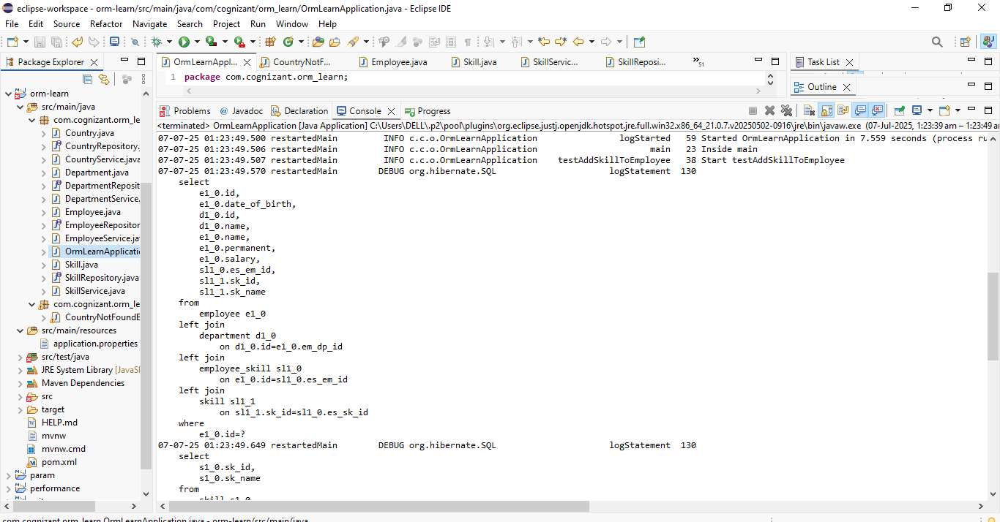 eclipse-workspace - orm-learn/src/main/java/com/cognizant/orm_learn/OrmLearnApplication.java - Eclipse IDE
File Edit Source Refactor Navigate Search Project Run Window Help
Package Explorer
orm-learn
src/main/java
com.cognizant.orm_le
Country.java
CountryRepository.
CountryService.java
Department.java
DepartmentReposit
DepartmentService.
Employee.java
EmployeeRepositor
EmployeeService.ja
OrmLearnApplicati
Skill.java
SkillRepository.java
SkillService.java
com.cognizant.orm_le
CountryNotFoundE
src/main/resources
application.properties
src/test/java
JRE System Library [JavaSE
Maven Dependencies
src
target
HELP.md
mvnw
mvnw.cmd
pom.xml
param
performance
OrmLearnAppl... CountryNotF... Employee.java Skill.java SkillServic... SkillReposi... »51
1 package com.cognizant.orm_learn;
Task List
Outline
Problems @ Javadoc Declaration Console Progress
<terminated> OrmLearnApplication [Java Application] C:\Users\DELL\.p2\pool\plugins\org.eclipse.justj.openjdk.hotspot.jre.full.win32.x86_64_21.0.7.v20250502-0916\jre\bin\javaw.exe (07-Jul-2025, 1:23:39 am – 1:23:49 am
07-07-25 01:23:49.500 restartedMain INFO c.c.o.OrmLearnApplication logStarted 59 Started OrmLearnApplication in 7.559 seconds (process ru
07-07-25 01:23:49.506 restartedMain INFO c.c.o.OrmLearnApplication main 23 Inside main
07-07-25 01:23:49.507 restartedMain INFO c.c.o.OrmLearnApplication testAddSkillToEmployee 38 Start testAddSkillToEmployee
07-07-25 01:23:49.570 restartedMain DEBUG org.hibernate.SQL logStatement 130
select
e1_0.id,
e1_0.date_of_birth,
d1_0.id,
d1_0.name,
e1_0.name,
e1_0.permanent,
e1_0.salary,
sl1_0.es_em_id,
sl1_1.sk_id,
sl1_1.sk_name
from
employee e1_0
left join
department d1_0
on d1_0.id=e1_0.em_dp_id
left join
employee_skill sl1_0
on e1_0.id=sl1_0.es_em_id
left join
skill sl1_1
on sl1_1.sk_id=sl1_0.es_sk_id
where
e1_0.id=?
07-07-25 01:23:49.649 restartedMain DEBUG org.hibernate.SQL logStatement 130
select
s1_0.sk_id,
s1_0.sk_name
from
skill s1_0
com.cognizant.orm_learn.OrmLearnApplication.java - orm-learn/src/main/java